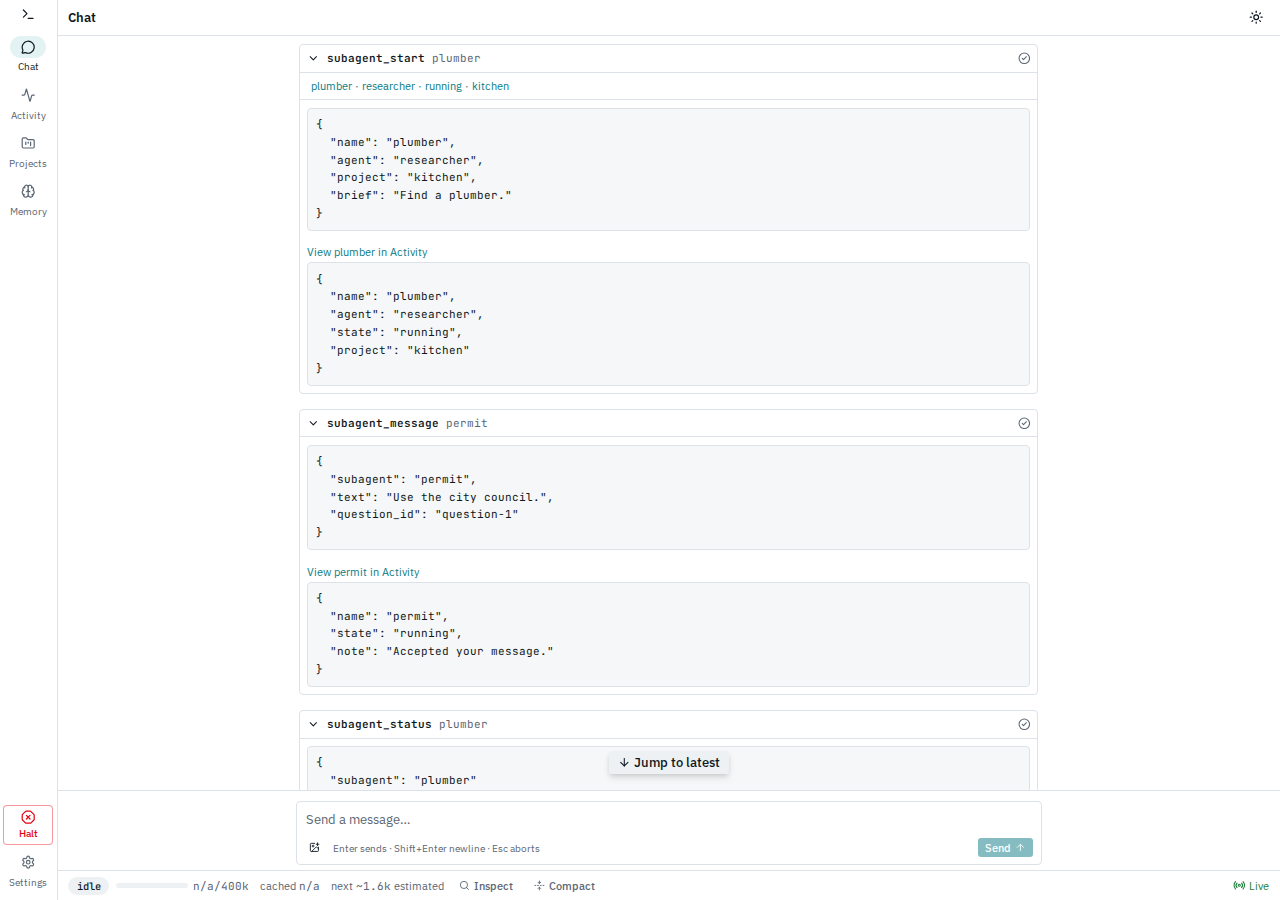 Chat
Chat
Activity
Projects
Memory
Halt
Settings
subagent_start plumber
plumber · researcher · running · kitchen
{
"name": "plumber",
"agent": "researcher",
"project": "kitchen",
"brief": "Find a plumber."
}
View plumber in Activity
{
"name": "plumber",
"agent": "researcher",
"state": "running",
"project": "kitchen"
}
subagent_message permit
{
"subagent": "permit",
"text": "Use the city council.",
"question_id": "question-1"
}
View permit in Activity
{
"name": "permit",
"state": "running",
"note": "Accepted your message."
}
subagent_status plumber
{
"subagent": "plumber"
Jump to latest
Send a message...
Enter sends · Shift+Enter newline · Esc aborts
Send
idle n/a/400k cached n/a next ~1.6k estimated Inspect Compact Live